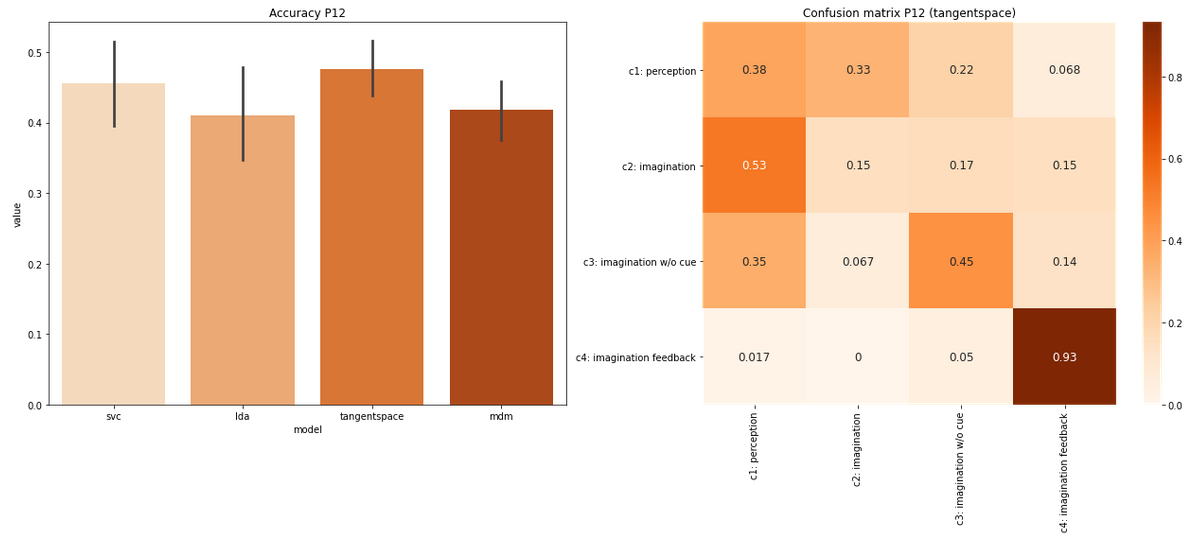 Accuracy P12
value
0.5
0.4
0.3
0.2
0.1
0.0
svc
lda
tangentspace
mdm
model
Confusion matrix P12 (tangentspace)
c1: perception
0.38
0.33
0.22
0.068
c2: imagination
0.53
0.15
0.17
0.15
c3: imagination w/o cue
0.35
0.067
0.45
0.14
c4: imagination feedback
0.017
0
0.05
0.93
c1: perception
c2: imagination
c3: imagination w/o cue
c4: imagination feedback
0.8
0.6
0.4
0.2
0.0